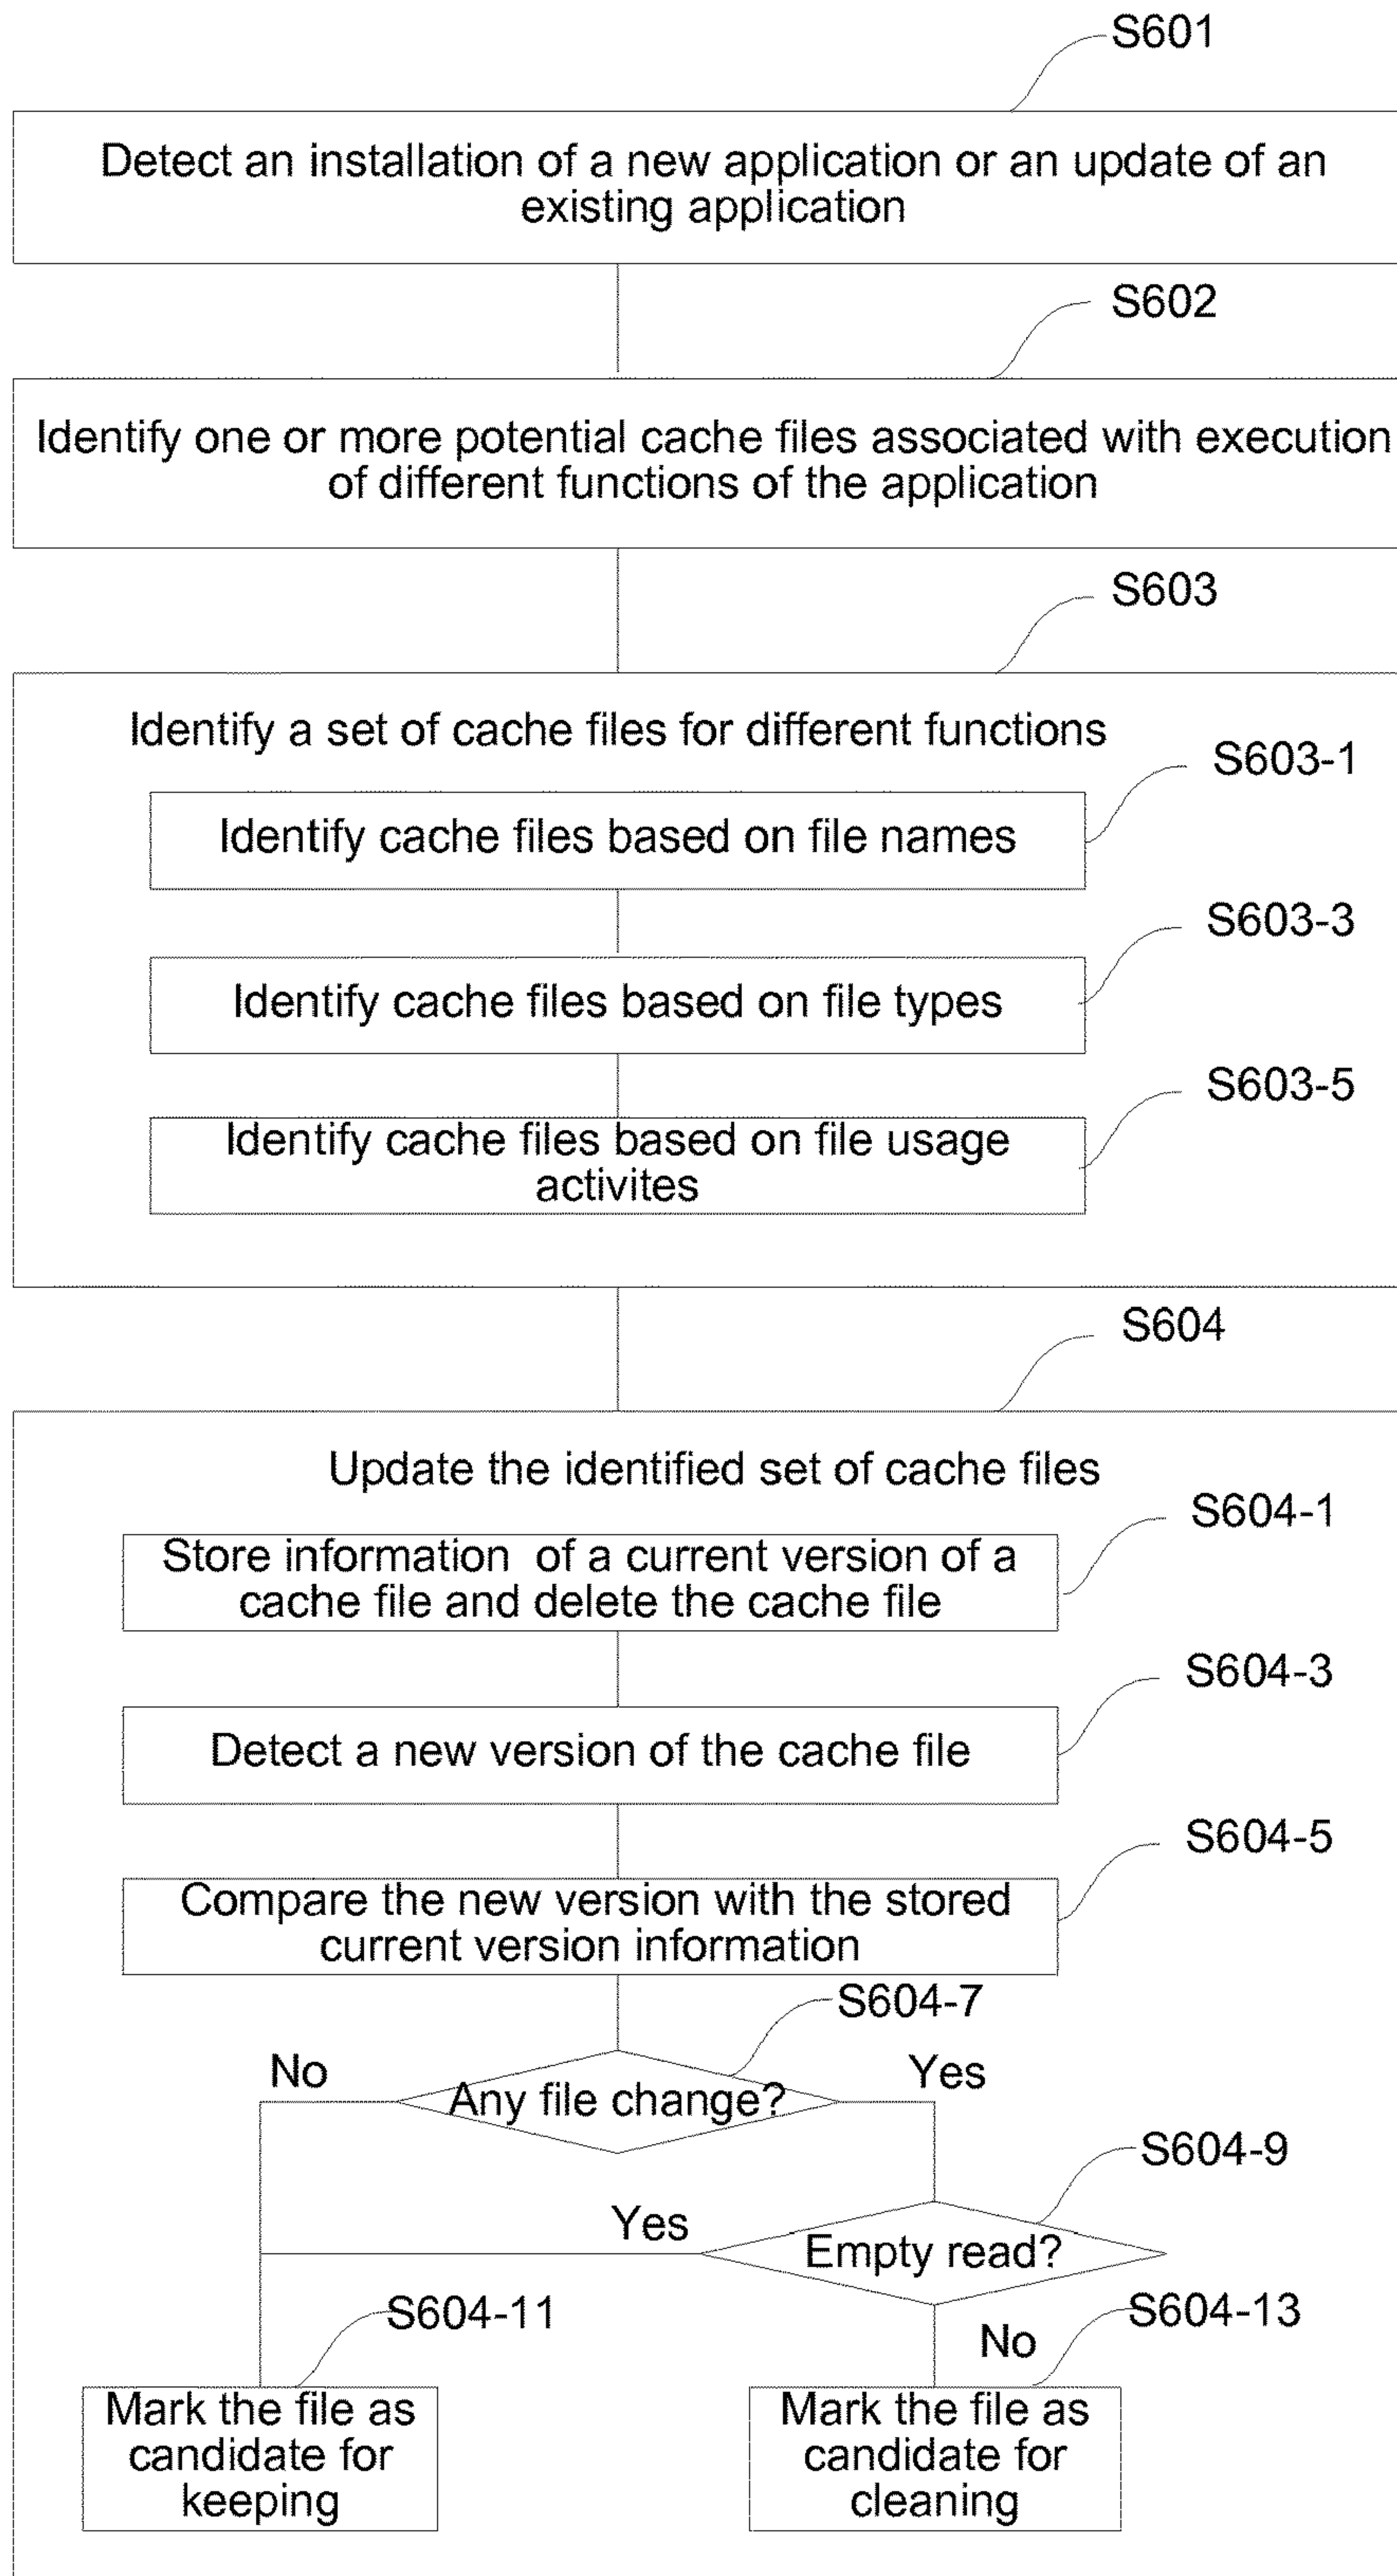 S601
Detect an installation of a new application or an update of an
existing application
S602
Identify one or more potential cache files associated with execution
of different functions of the application
S603
Identify a set of cache files for different functions
S603-1
Identify cache files based on file names
S603-3
Identify cache files based on file types
S603-5
Identify cache files based on file usage
activites
S604
Update the identified set of cache files
S604-1
Store information of a current version of a
cache file and delete the cache file
S604-3
Detect a new version of the cache file
S604-5
Compare the new version with the stored
current version information
S604-7
No
Yes
Any file change?
S604-9
Yes
Empty read?
S604-11
S604-13
No
Mark the file as
candidate for
keeping
Mark the file as
candidate for
cleaning